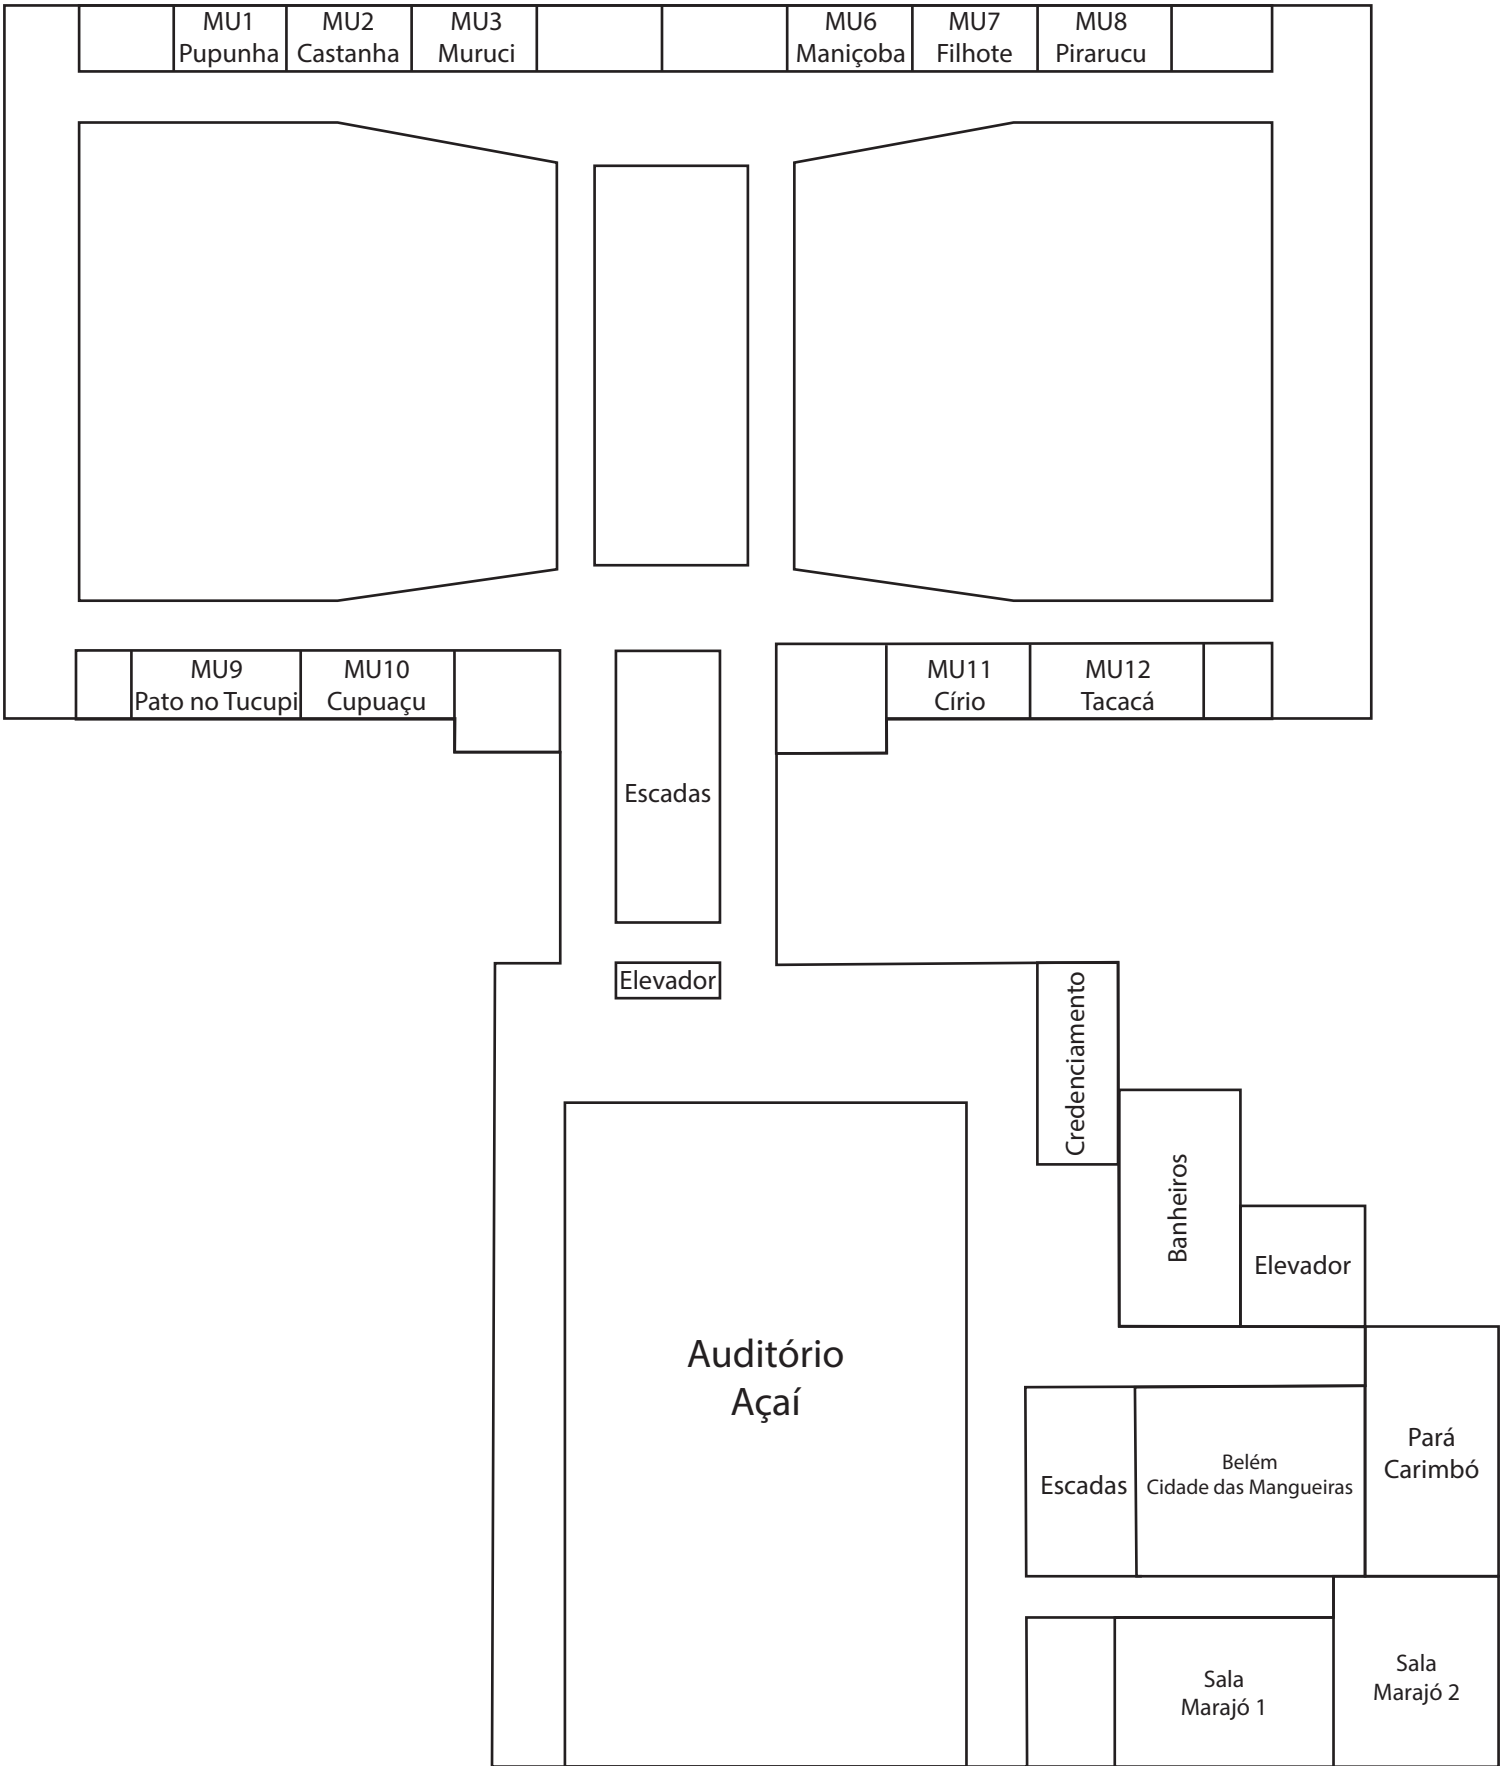 MU1
Pupunha
MU2
Castanha
MU3
Muruci
MU6
Maniçoba
MU7
Filhote
MU8
Pirarucu
MU9
Pato no Tucupi
MU10
Cupuaçu
MU11
Círio
MU12
Tacacá
Escadas
Elevador
Credenciamento
Banheiros
Elevador
Auditório
Açaí
Escadas
Belém
Cidade das Mangueiras
Pará
Carimbó
Sala
Marajó 1
Sala
Marajó 2